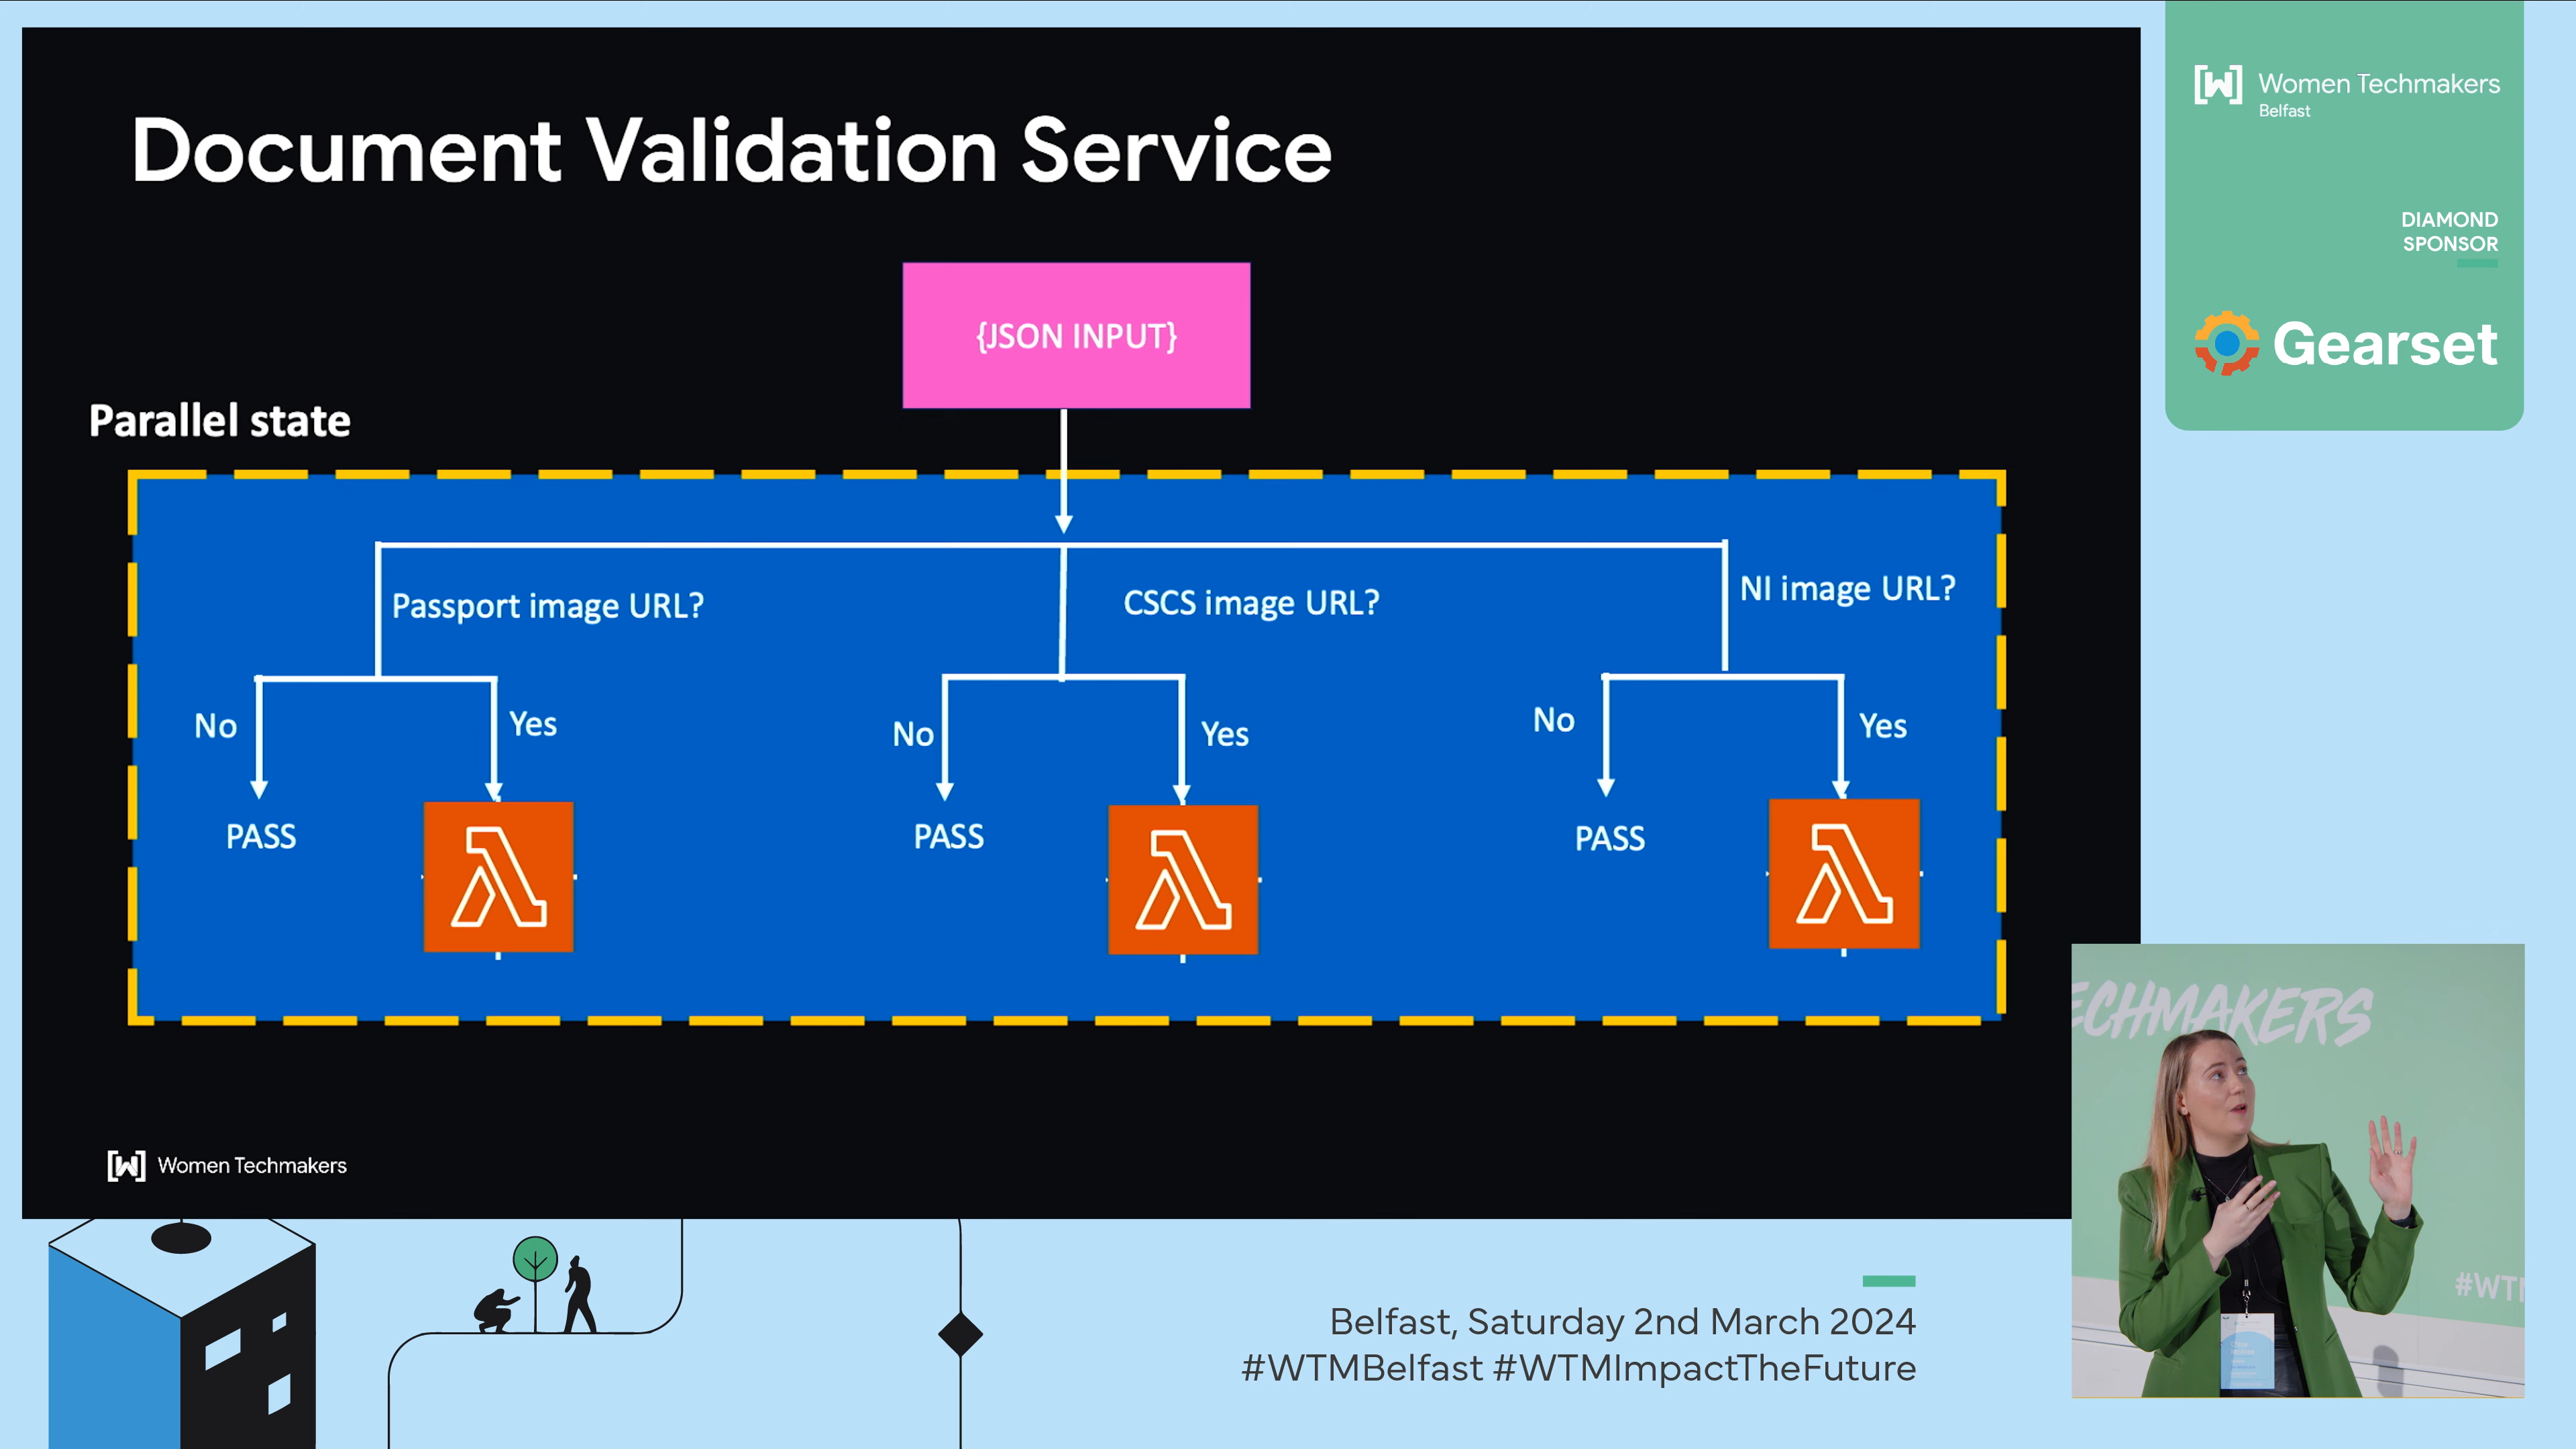 Document Validation Service
{JSON INPUT}
Parallel state
Passport image URL?
CSCS image URL?
NI image URL?
No
Yes
No
Yes
No
Yes
PASS
PASS
PASS
Women Techmakers
Women Techmakers
Belfast
DIAMOND
SPONSOR
Gearset
ECHMAKERS
#WTM
Belfast, Saturday 2nd March 2024
#WTMBelfast #WTMImpactTheFuture